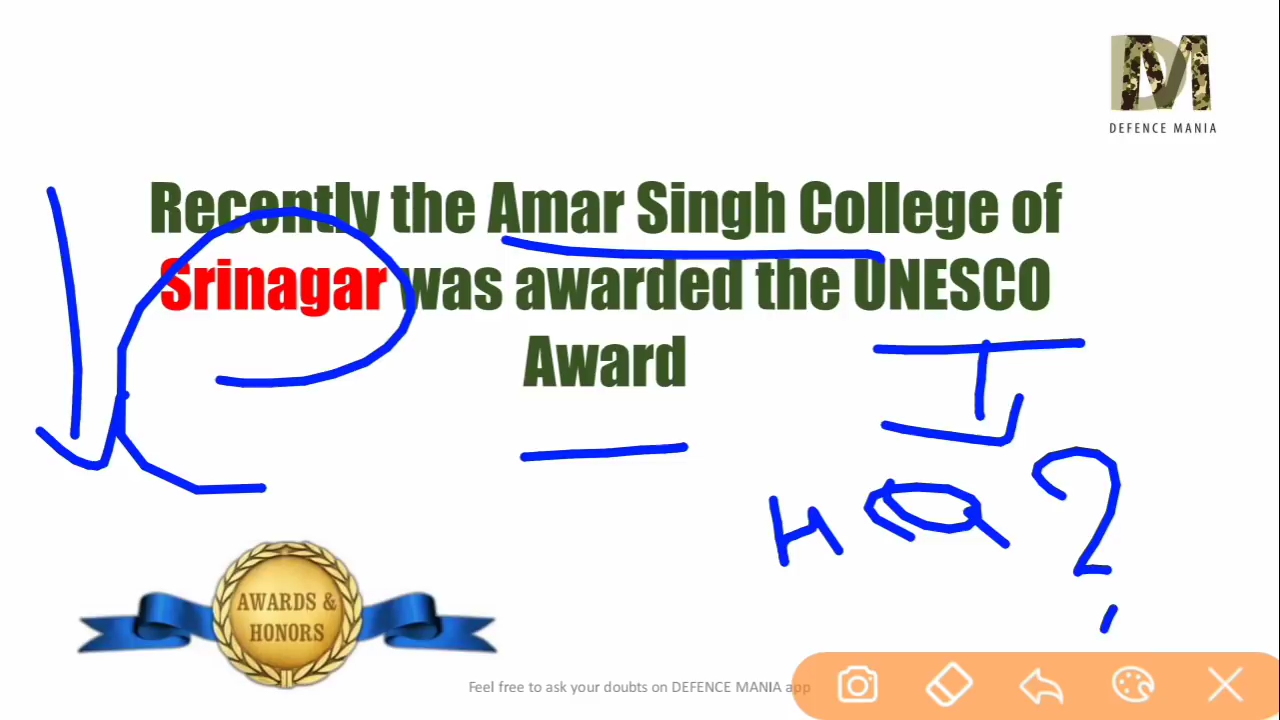 DM
DEFENCE MANIA
Recently the Amar Singh College of
Srinagar was awarded the UNESCO
Award
HQ?
AWARDS &
HONORS
Feel free to ask your doubts on DEFENCE MANIA app